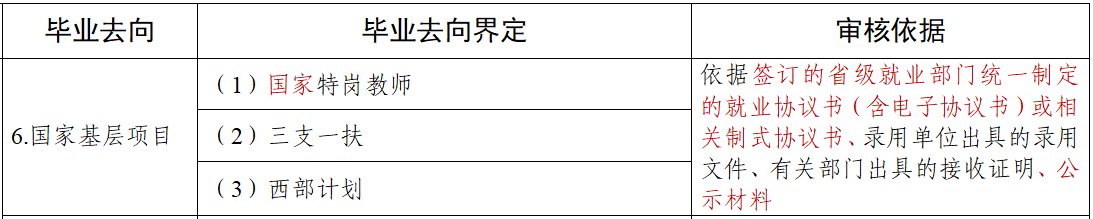 毕业去向 毕业去向界定 审核依据
6.国家基层项目
（1）国家特岗教师
（2）三支一扶
（3）西部计划
依据签订的省级就业部门统一制定
的就业协议书（含电子协议书）或相
关制式协议书、录用单位出具的录用
文件、有关部门出具的接收证明、公
示材料